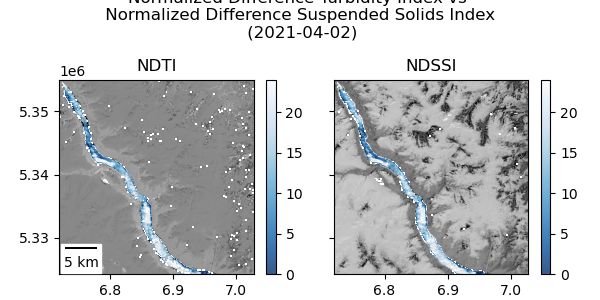 Normalized Difference Turbidity Index vs
Normalized Difference Suspended Solids Index
(2021-04-02)
NDTI
NDSSI
1e6
5.35
5.34
5.33
5 km
6.8 6.9 7.0
20
15
10
5
0
6.8 6.9 7.0
20
15
10
5
0